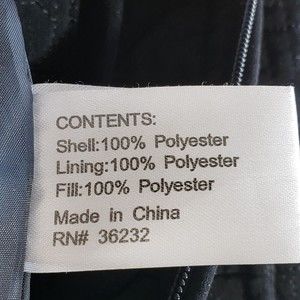 CONTENTS:
Shell:100% Polyester
Lining:100% Polyester
Fill:100% Polyester
Made in China
RN# 36232